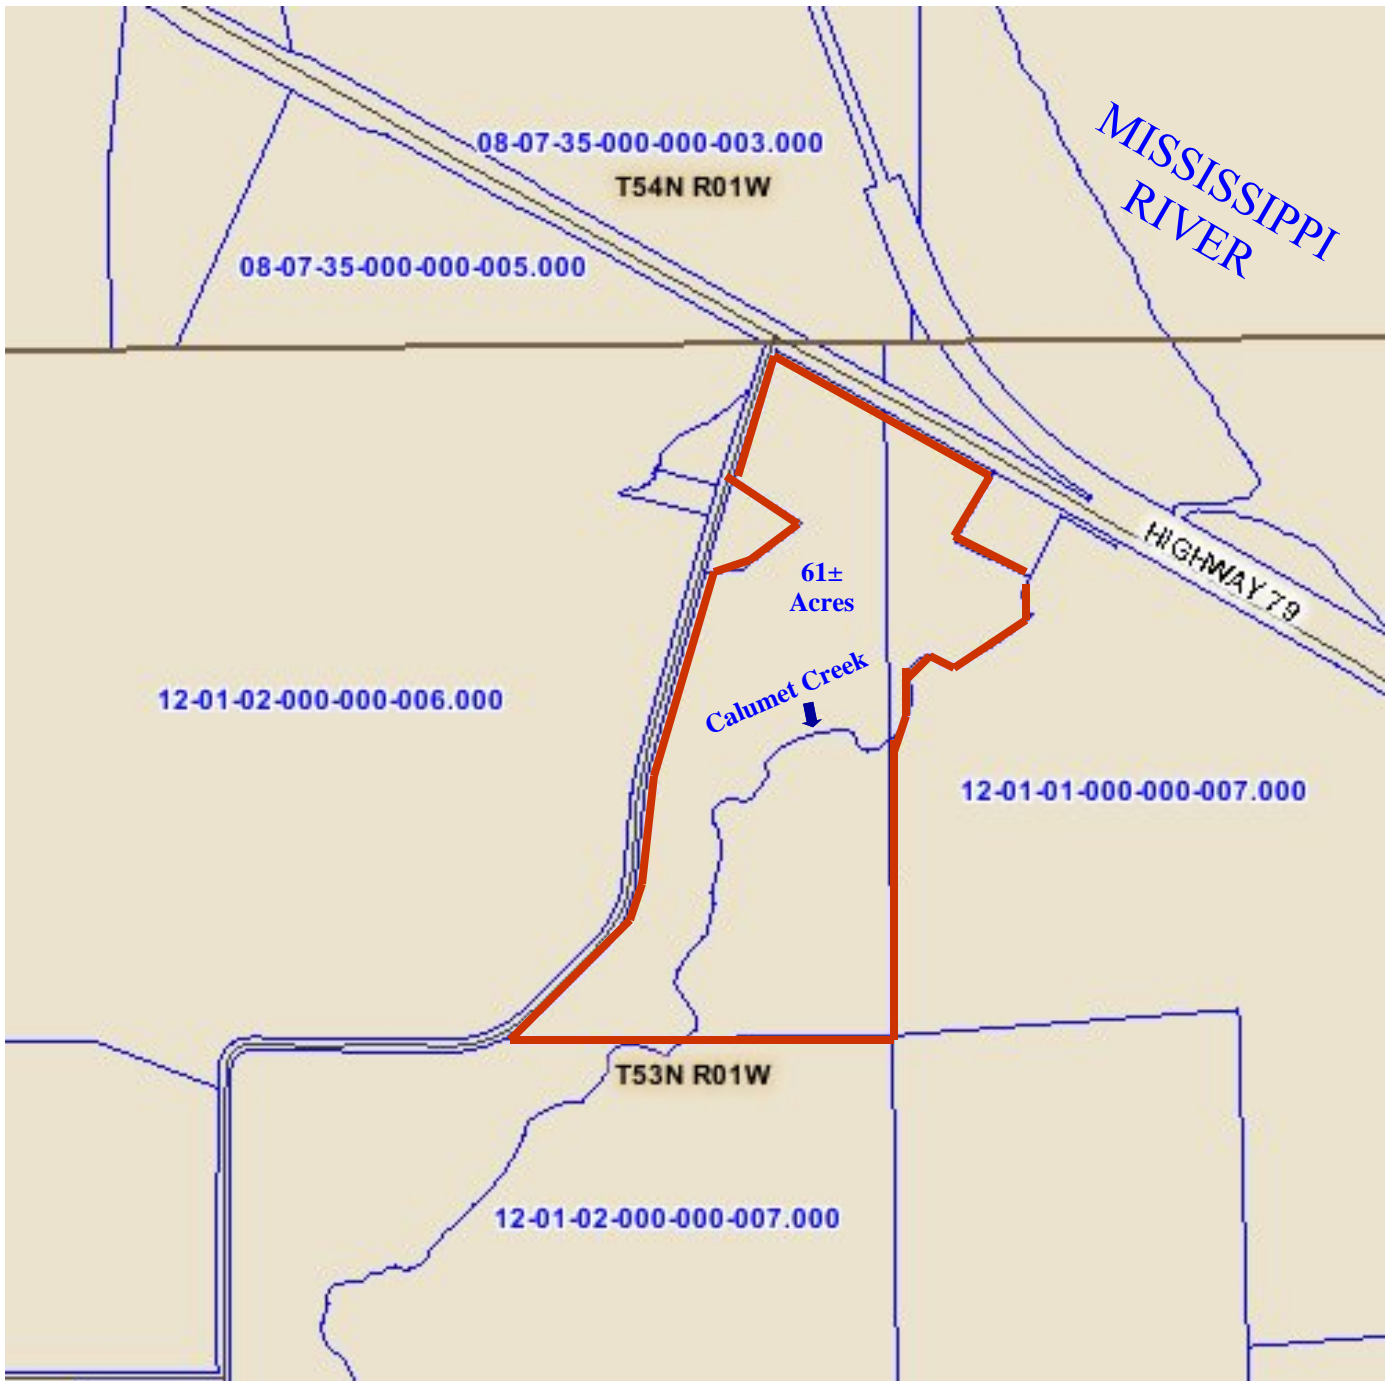 MISSISSIPPI
RIVER
08-07-35-000-000-003.000
T54N R01W
08-07-35-000-000-005.000
HIGHWAY 79
61±
Acres
Calumet Creek
12-01-02-000-000-006.000
12-01-01-000-000-007.000
T53N R01W
12-01-02-000-000-007.000